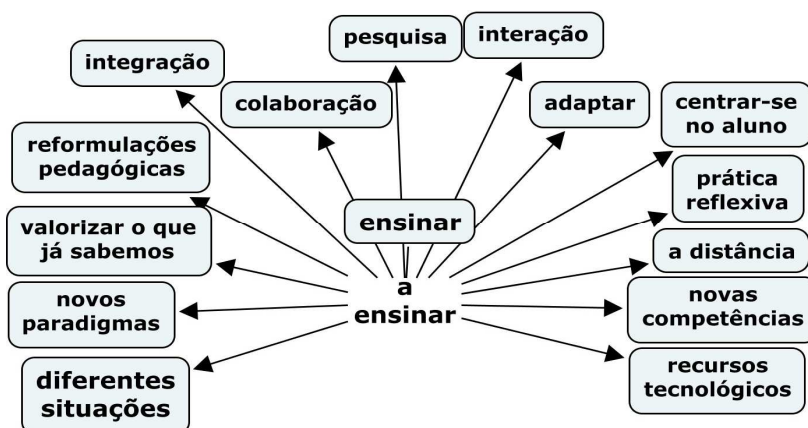 pesquisa
interação
integração
colaboração
adaptar
centrar-se
no aluno
reformulações
pedagógicas
prática
reflexiva
ensinar
valorizar o que
já sabemos
a distância
novos
paradigmas
a
ensinar
novas
competências
diferentes
situações
recursos
tecnológicos